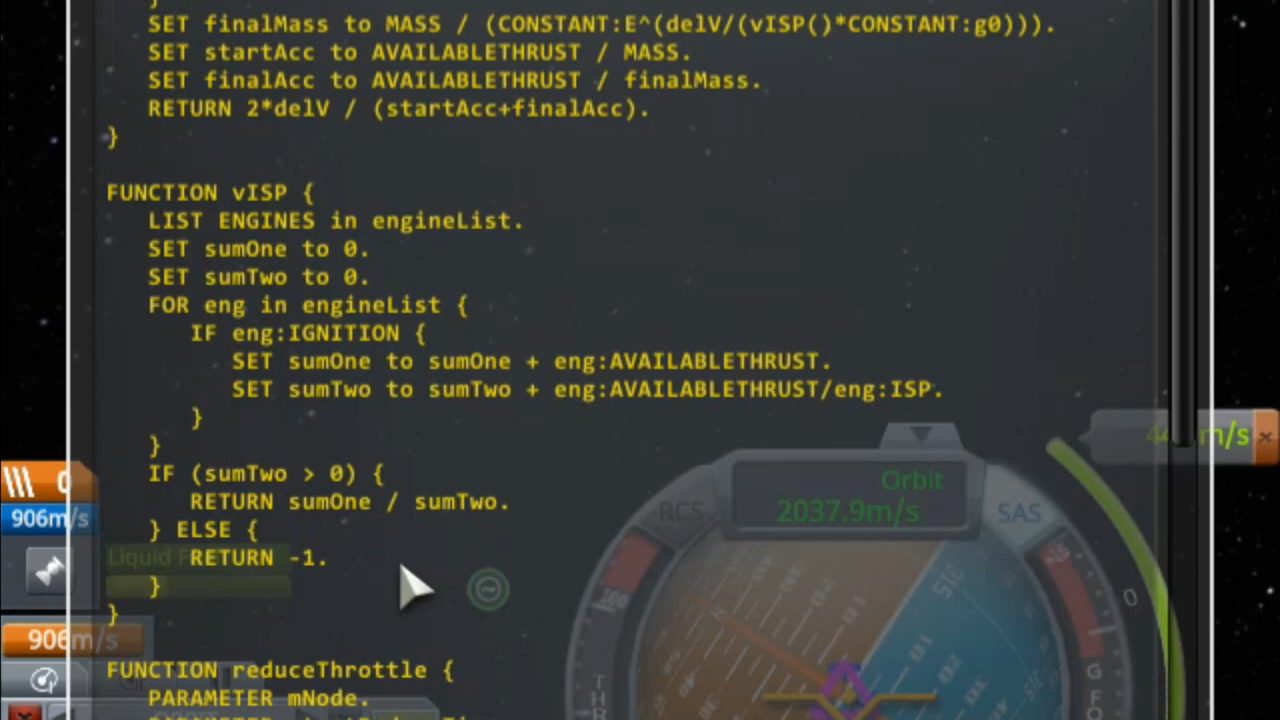 }
SET finalMass to MASS / (CONSTANT:E^(delV/(vISP()*CONSTANT:g0))).
SET startAcc to AVAILABLETHRUST / MASS.
SET finalAcc to AVAILABLETHRUST / finalMass.
RETURN 2*delV / (startAcc+finalAcc).
}
FUNCTION vISP {
LIST ENGINES in engineList.
SET sumOne to 0.
SET sumTwo to 0.
FOR eng in engineList {
IF eng:IGNITION {
SET sumOne to sumOne + eng:AVAILABLETHRUST.
SET sumTwo to sumTwo + eng:AVAILABLETHRUST/eng:ISP.
}
}
IF (sumTwo > 0) {
RETURN sumOne / sumTwo.
} ELSE {
RETURN -1.
}
}
FUNCTION reduceThrottle {
PARAMETER mNode.
0
906m/s
Liquid
906m/s
Orbit
2037.9m/s
RCS
SAS
m/s
100
0